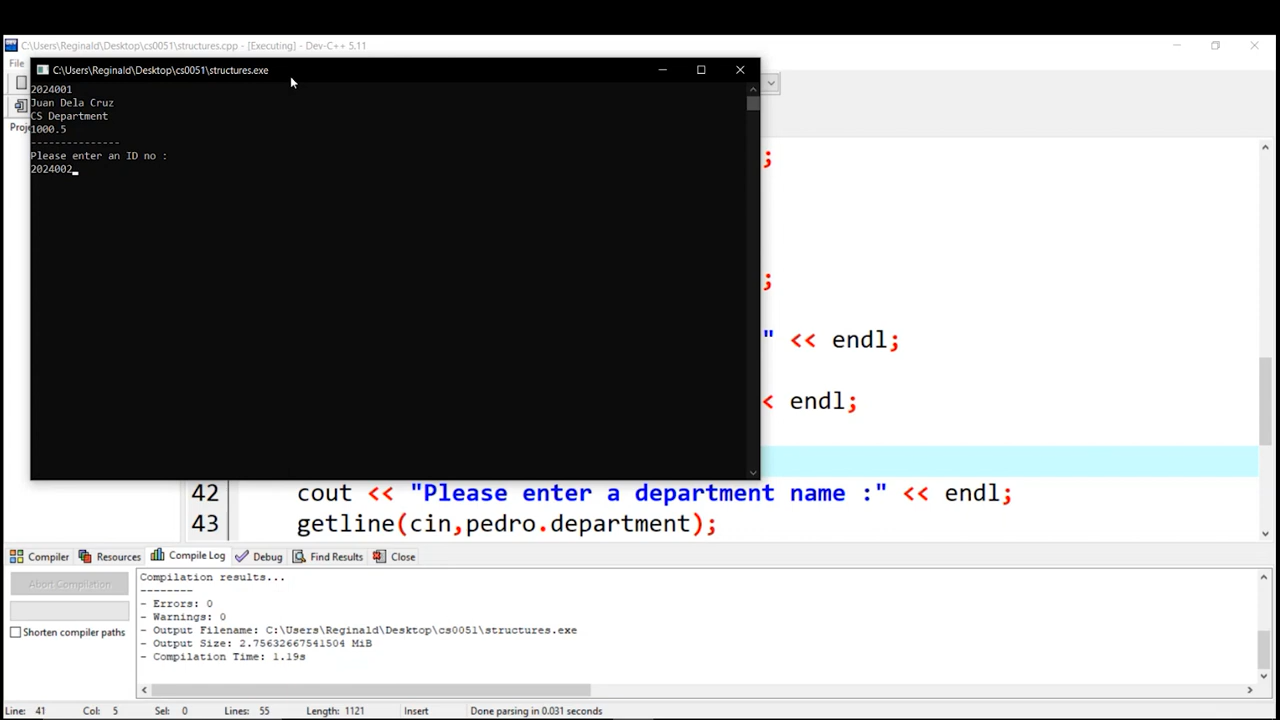 C:\Users\Reginald\Desktop\cs0051\structures.cpp - [Executing] - Dev-C++ 5.11
File
C:\Users\Reginald\Desktop\cs0051\structures.exe
2024001
Juan Dela Cruz
CS Department
1000.5
---------------
Please enter an ID no :
2024002
Proj
;
;
" << endl;
< endl;
42 cout << "Please enter a department name :" << endl;
43 getline(cin,pedro.department);
Compiler Resources Compile Log Debug Find Results Close
Abort Compilation
Shorten compiler paths
Compilation results...
--------
- Errors: 0
- Warnings: 0
- Output Filename: C:\Users\Reginald\Desktop\cs0051\structures.exe
- Output Size: 2.75632667541504 MiB
- Compilation Time: 1.19s
Line: 41 Col: 5 Sel: 0 Lines: 55 Length: 1121 Insert Done parsing in 0.031 seconds